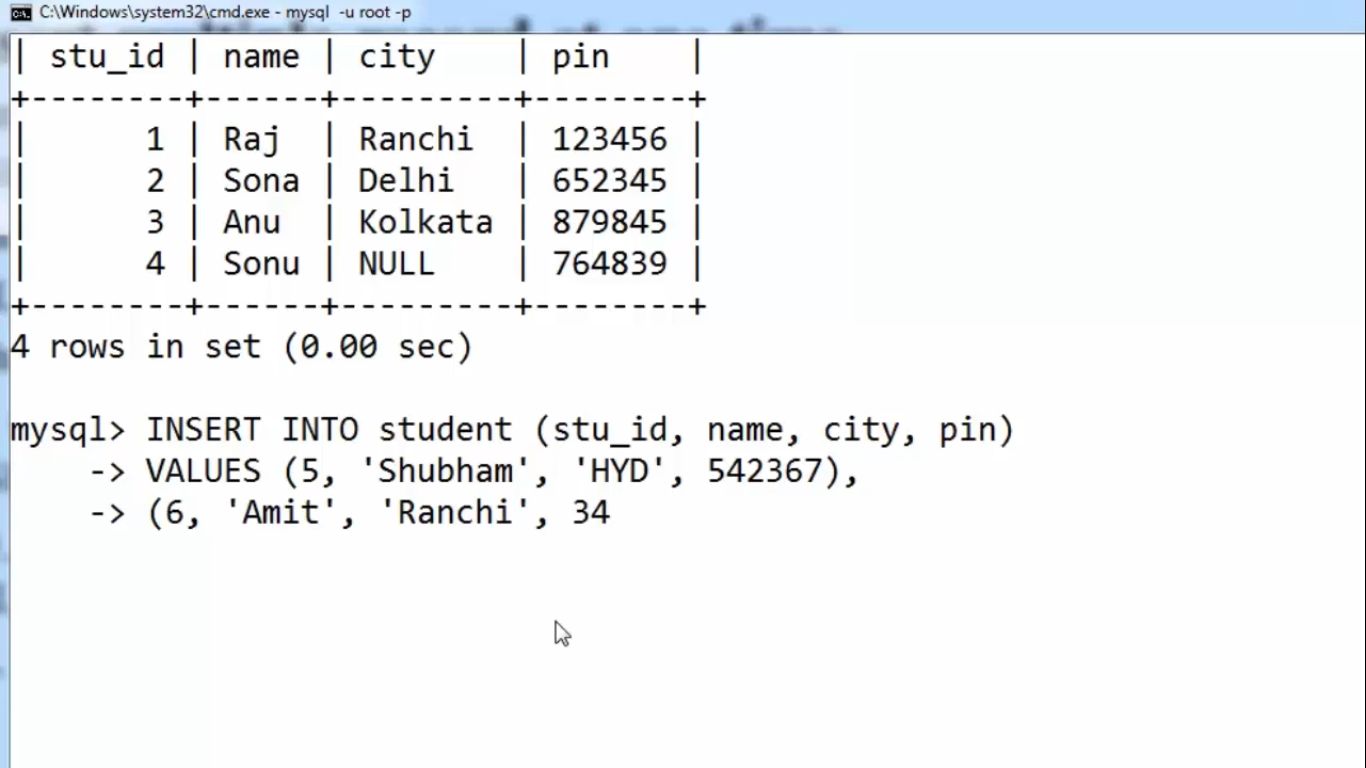 C:\Windows\system32\cmd.exe - mysql  -u root -p
| stu_id | name | city    | pin    |
+--------+------+---------+--------+
|      1 | Raj  | Ranchi  | 123456 |
|      2 | Sona | Delhi   | 652345 |
|      3 | Anu  | Kolkata | 879845 |
|      4 | Sonu | NULL    | 764839 |
+--------+------+---------+--------+
4 rows in set (0.00 sec)
mysql> INSERT INTO student (stu_id, name, city, pin)
    -> VALUES (5, 'Shubham', 'HYD', 542367),
    -> (6, 'Amit', 'Ranchi', 34